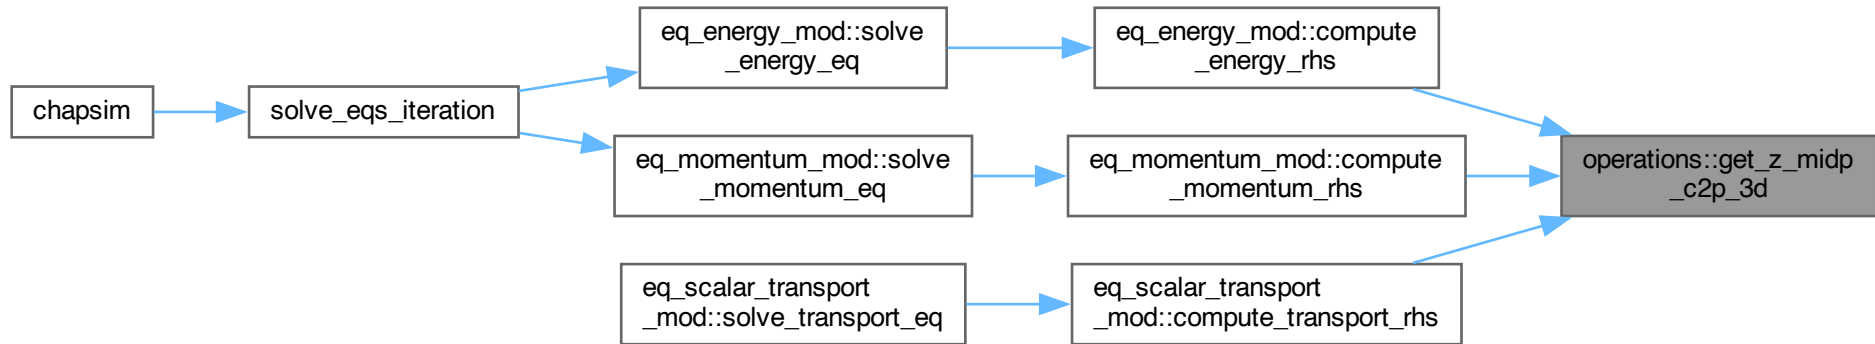 chapsim
solve_eqs_iteration
eq_energy_mod::solve
_energy_eq
eq_energy_mod::compute
_energy_rhs
eq_momentum_mod::solve
_momentum_eq
eq_momentum_mod::compute
_momentum_rhs
operations::get_z_midp
_c2p_3d
eq_scalar_transport
_mod::solve_transport_eq
eq_scalar_transport
_mod::compute_transport_rhs